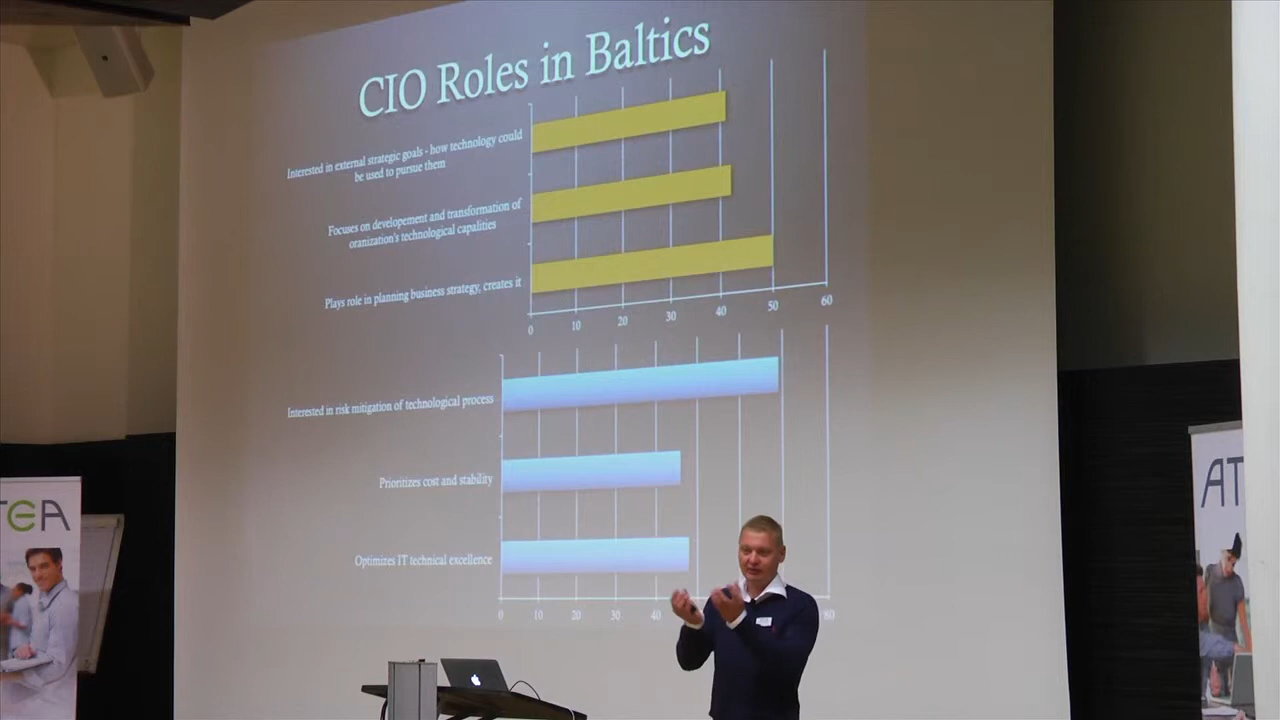 CIO Roles in Baltics
Interested in external strategic goals - how technology could
be used to pursue them
Focuses on developement and transformation of
oranization's technological capalities
Plays role in planning business strategy, creates it
0 10 20 30 40 50 60
Interested in risk mitigation of technological process
Prioritizes cost and stability
Optimizes IT technical excellence
0 10 20 30 40 80
TEA
AT